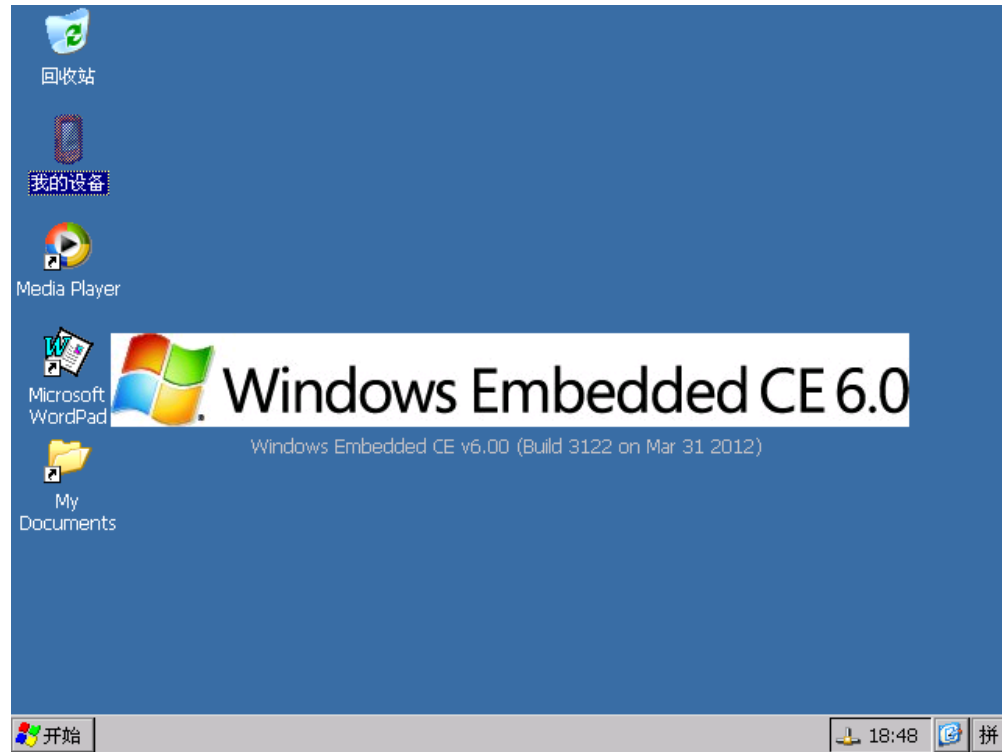 回收站
我的设备
Media Player
Microsoft
WordPad
Windows Embedded CE 6.0
Windows Embedded CE v6.00 (Build 3122 on Mar 31 2012)
My
Documents
开始
18:48
拼